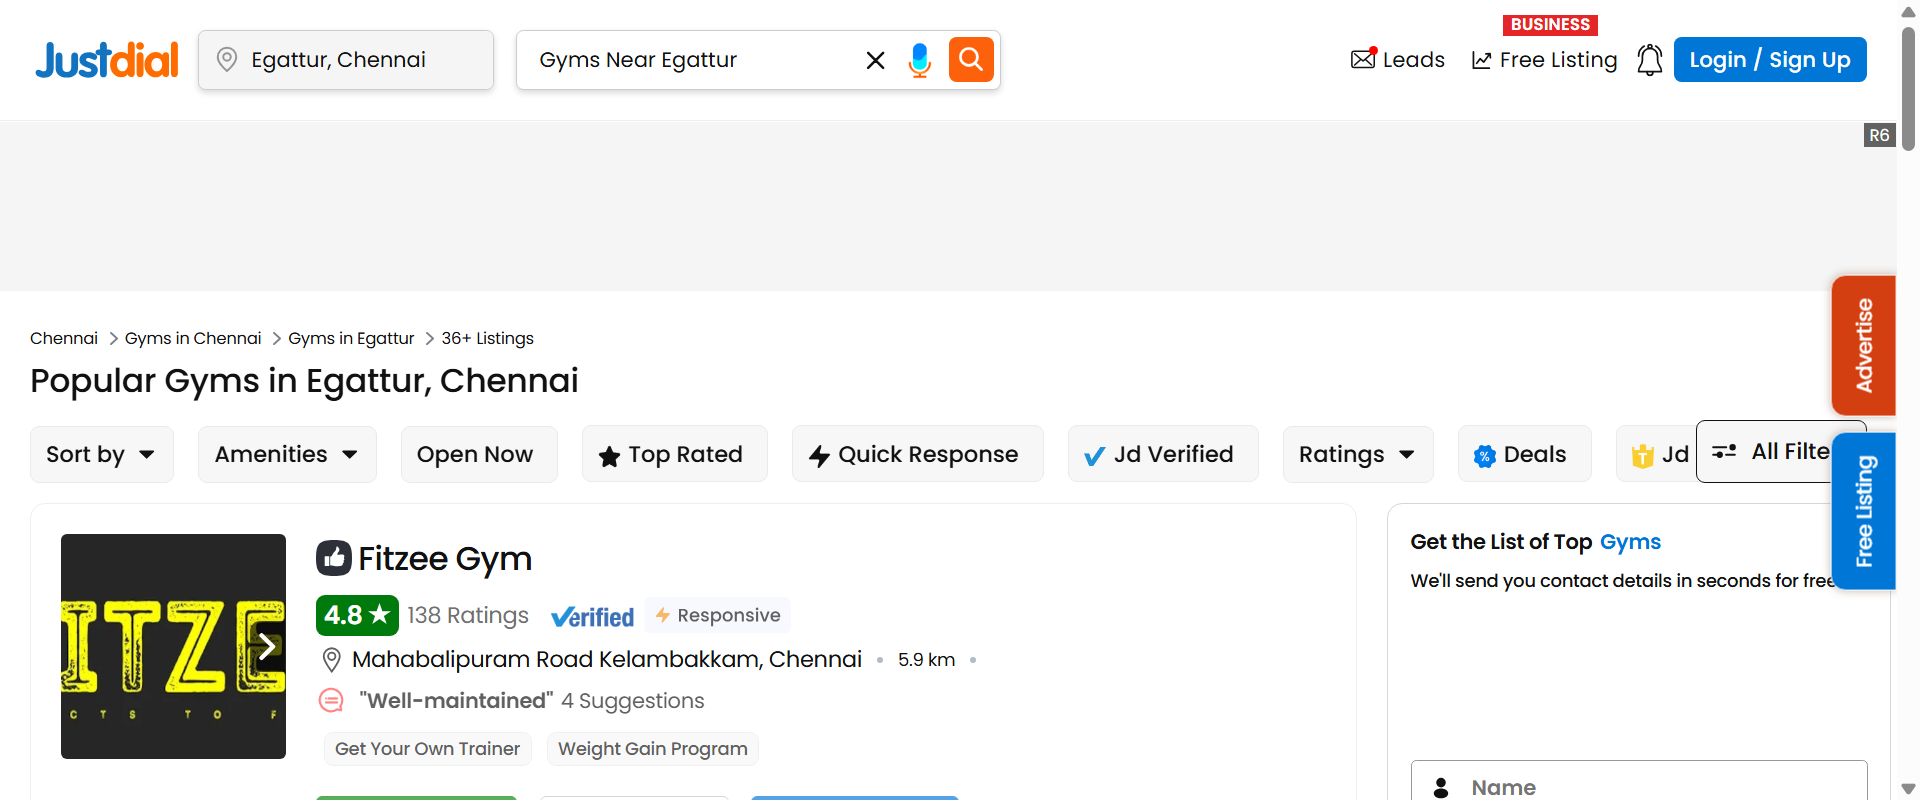 BUSINESS
Justdial
Egattur, Chennai
Gyms Near Egattur
Leads
Free Listing
Login / Sign Up
R6
Advertise
Chennai > Gyms in Chennai > Gyms in Egattur > 36+ Listings
Popular Gyms in Egattur, Chennai
Sort by
Amenities
Open Now
Top Rated
Quick Response
Jd Verified
Ratings
Deals
Jd
All Filte
Free Listing
ITZE
CTS TO F
Fitzee Gym
4.8 ★ 138 Ratings
Verified
Responsive
Mahabalipuram Road Kelambakkam, Chennai • 5.9 km •
"Well-maintained" 4 Suggestions
Get Your Own Trainer
Weight Gain Program
Get the List of Top Gyms
We'll send you contact details in seconds for free
Name